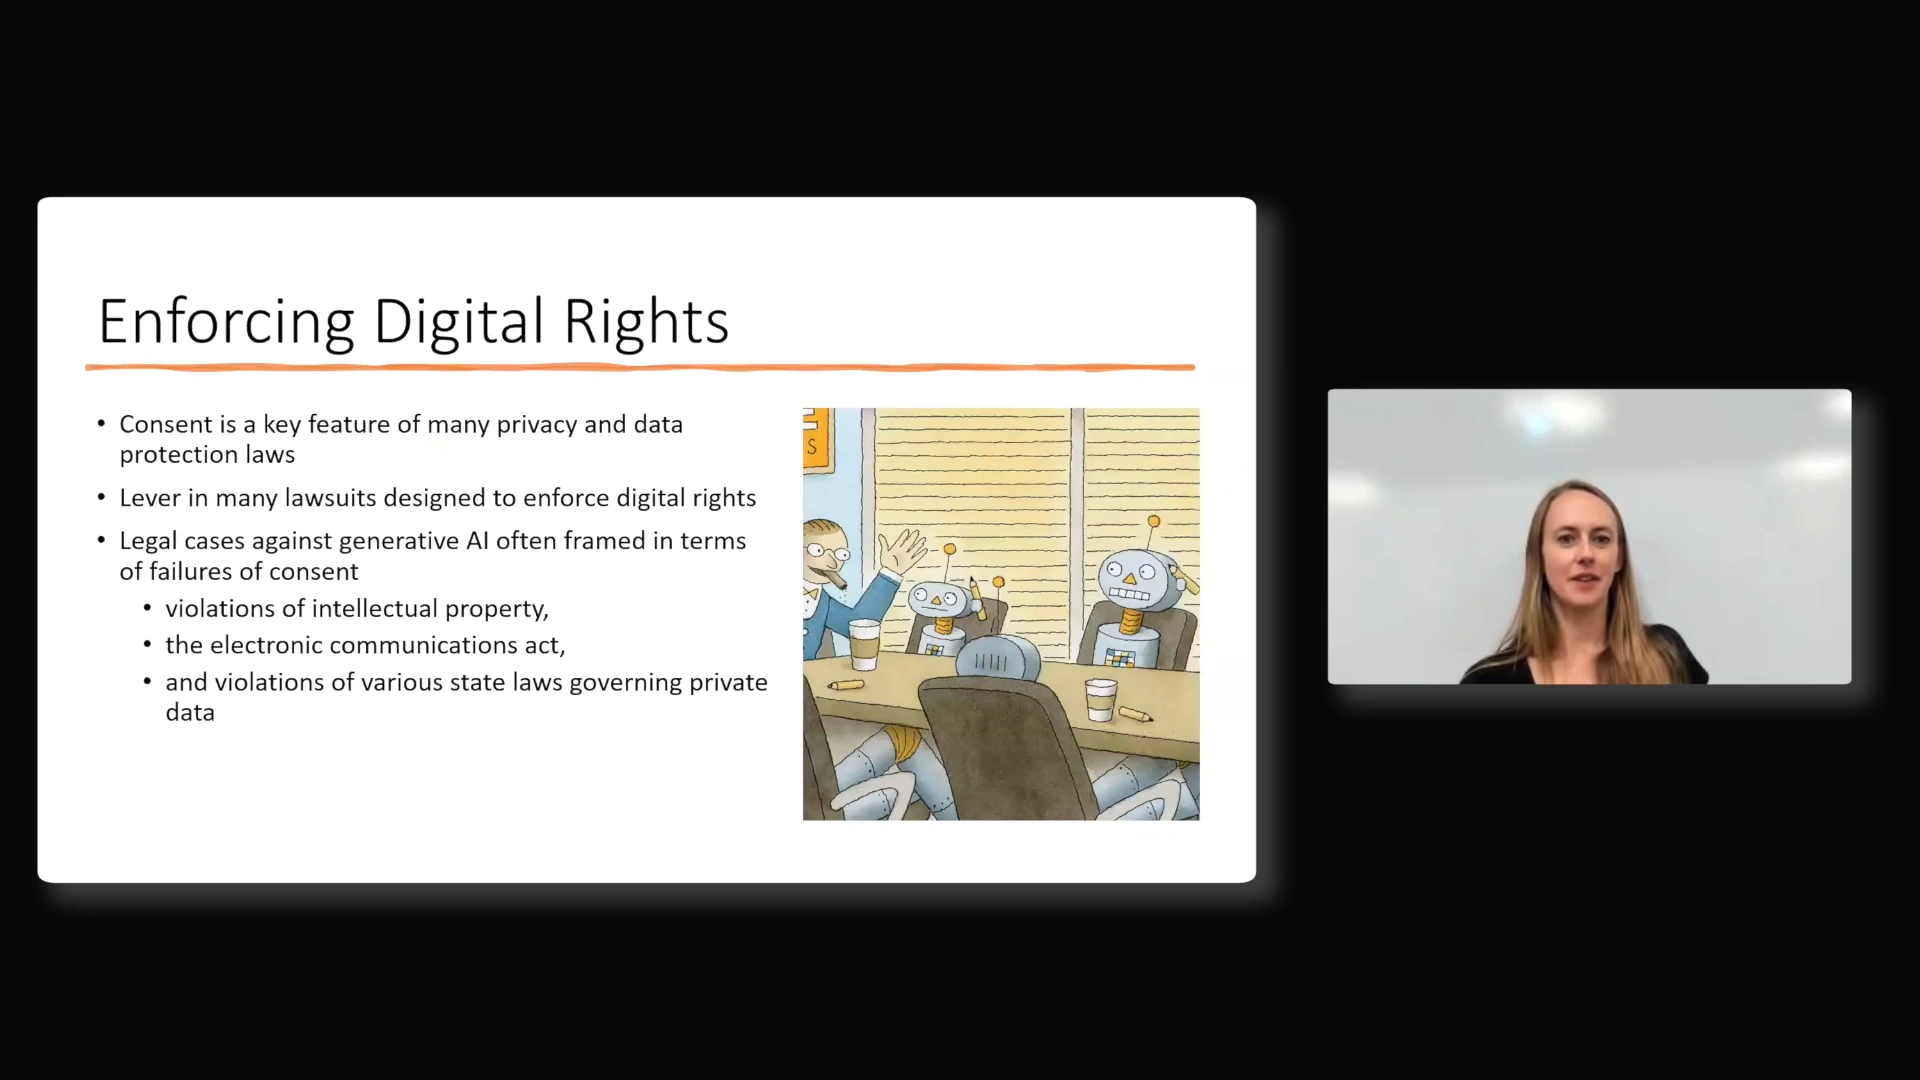 Enforcing Digital Rights
• Consent is a key feature of many privacy and data
protection laws
• Lever in many lawsuits designed to enforce digital rights
• Legal cases against generative AI often framed in terms
of failures of consent
• violations of intellectual property,
• the electronic communications act,
• and violations of various state laws governing private
data
S